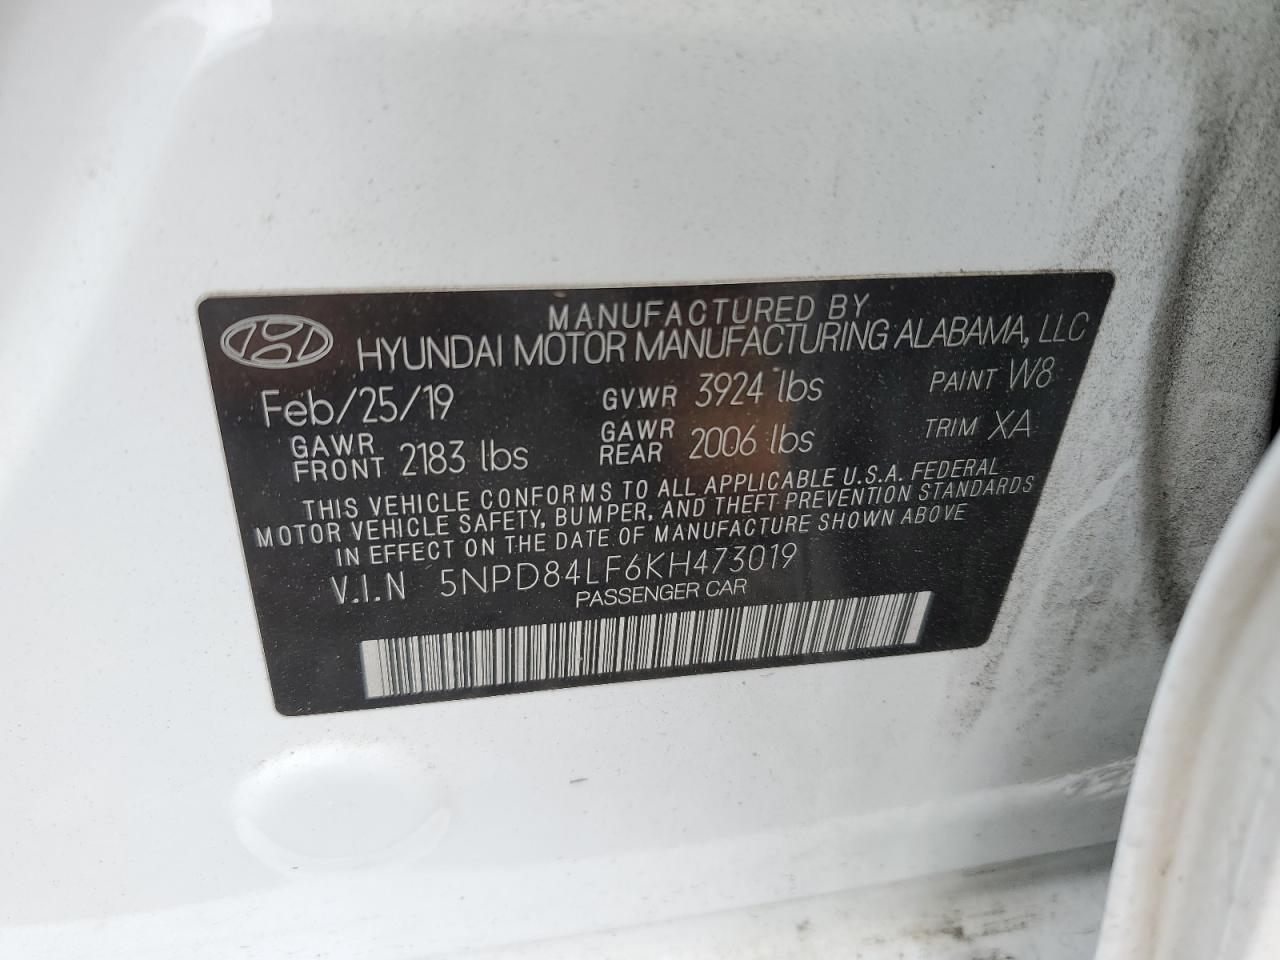 MANUFACTURED BY
HYUNDAI MOTOR MANUFACTURING ALABAMA, LLC
Feb/25/19 GVWR 3924 lbs PAINT W8
GAWR FRONT 2183 lbs GAWR REAR 2006 lbs TRIM XA
THIS VEHICLE CONFORMS TO ALL APPLICABLE U.S.A. FEDERAL
MOTOR VEHICLE SAFETY, BUMPER, AND THEFT PREVENTION STANDARDS
IN EFFECT ON THE DATE OF MANUFACTURE SHOWN ABOVE
V.I.N 5NPD84LF6KH473019
PASSENGER CAR